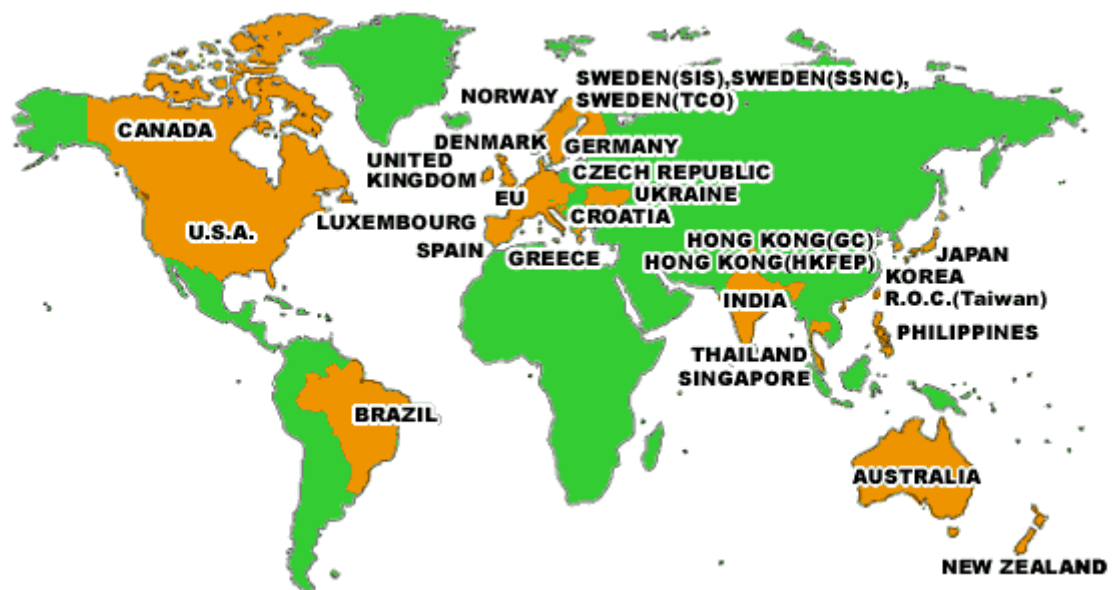 SWEDEN(SIS),SWEDEN(SSNC),
SWEDEN(TCO)
NORWAY
CANADA
DENMARK
GERMANY
UNITED
KINGDOM
CZECH REPUBLIC
EU
UKRAINE
LUXEMBOURG
CROATIA
U.S.A.
SPAIN
GREECE
HONG KONG(GC)
HONG KONG(HKFEP)
JAPAN
KOREA
INDIA
R.O.C.(Taiwan)
PHILIPPINES
THAILAND
SINGAPORE
BRAZIL
AUSTRALIA
NEW ZEALAND